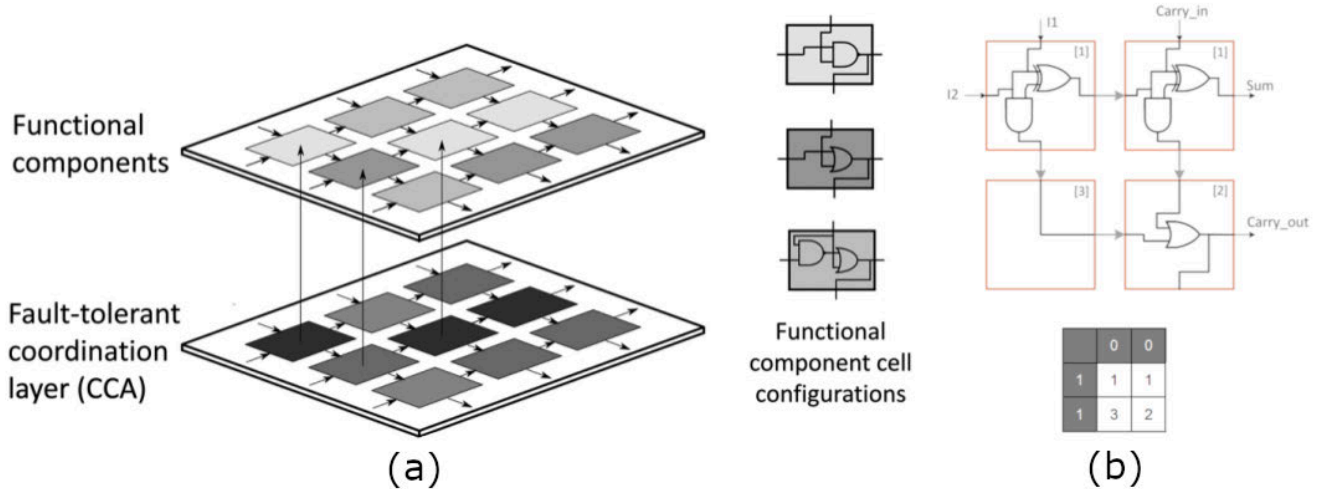 Functional
components
Fault-tolerant
coordination
layer (CCA)
Functional
component cell
configurations
(a)
I1
Carry_in
[1]
[1]
I2
Sum
[3]
[2]
Carry_out
0 0
1 1 1
1 3 2
(b)